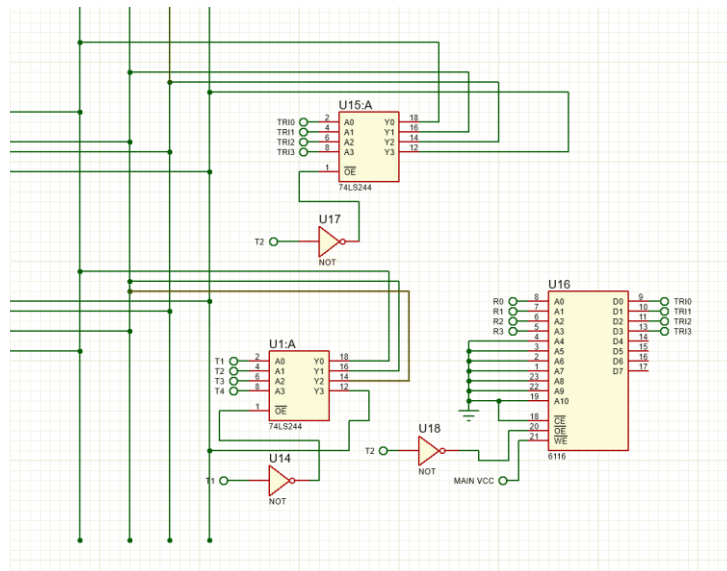 U15:A
TRI0 2 A0 Y0 18
TRI1 4 A1 Y1 16
TRI2 6 A2 Y2 14
TRI3 8 A3 Y3 12
1 OE
74LS244
U17
T2
NOT
U16
R0 8 A0 D0 9 TRI0
R1 7 A1 D1 10 TRI1
R2 6 A2 D2 11 TRI2
R3 5 A3 D3 13 TRI3
4 A4 D4 14
3 A5 D5 15
2 A6 D6 16
1 A7 D7 17
23 A8
22 A9
19 A10
18 CE
20 OE
21 WE
6116
U1:A
T1 2 A0 Y0 18
T2 4 A1 Y1 16
T3 6 A2 Y2 14
T4 8 A3 Y3 12
1 OE
74LS244
U18
T2
NOT
U14
T1
NOT
MAIN VCC